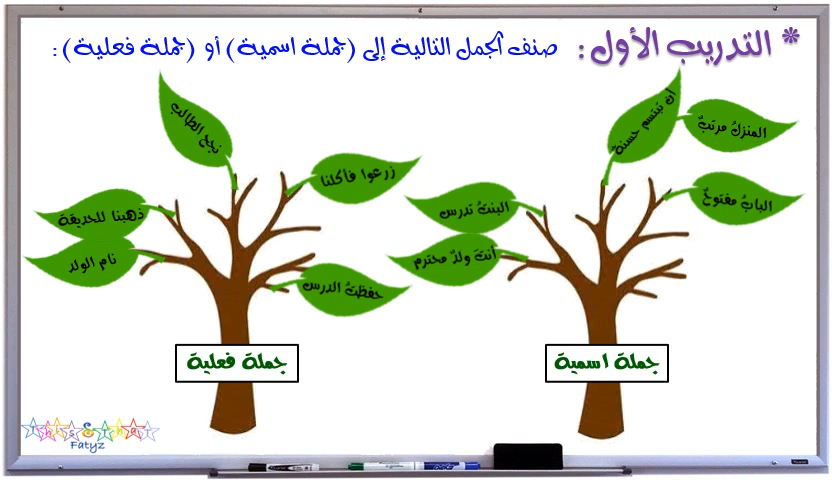 * التدريب الأول : صنف الجمل التالية إلى (جملة اسمية) أو (جملة فعلية) :
أن تبتسم حسنةٌ
المنزلُ مرتبٌ
البابُ مفتوحٌ
البنتُ تدرس
أنتَ ولدٌ محترم
جملة اسمية
نجح الطالب
زرعوا فأكلنا
ذهبنا للحديقة
نام الولد
حفظتُ الدرس
جملة فعلية
This & That
Fatyz